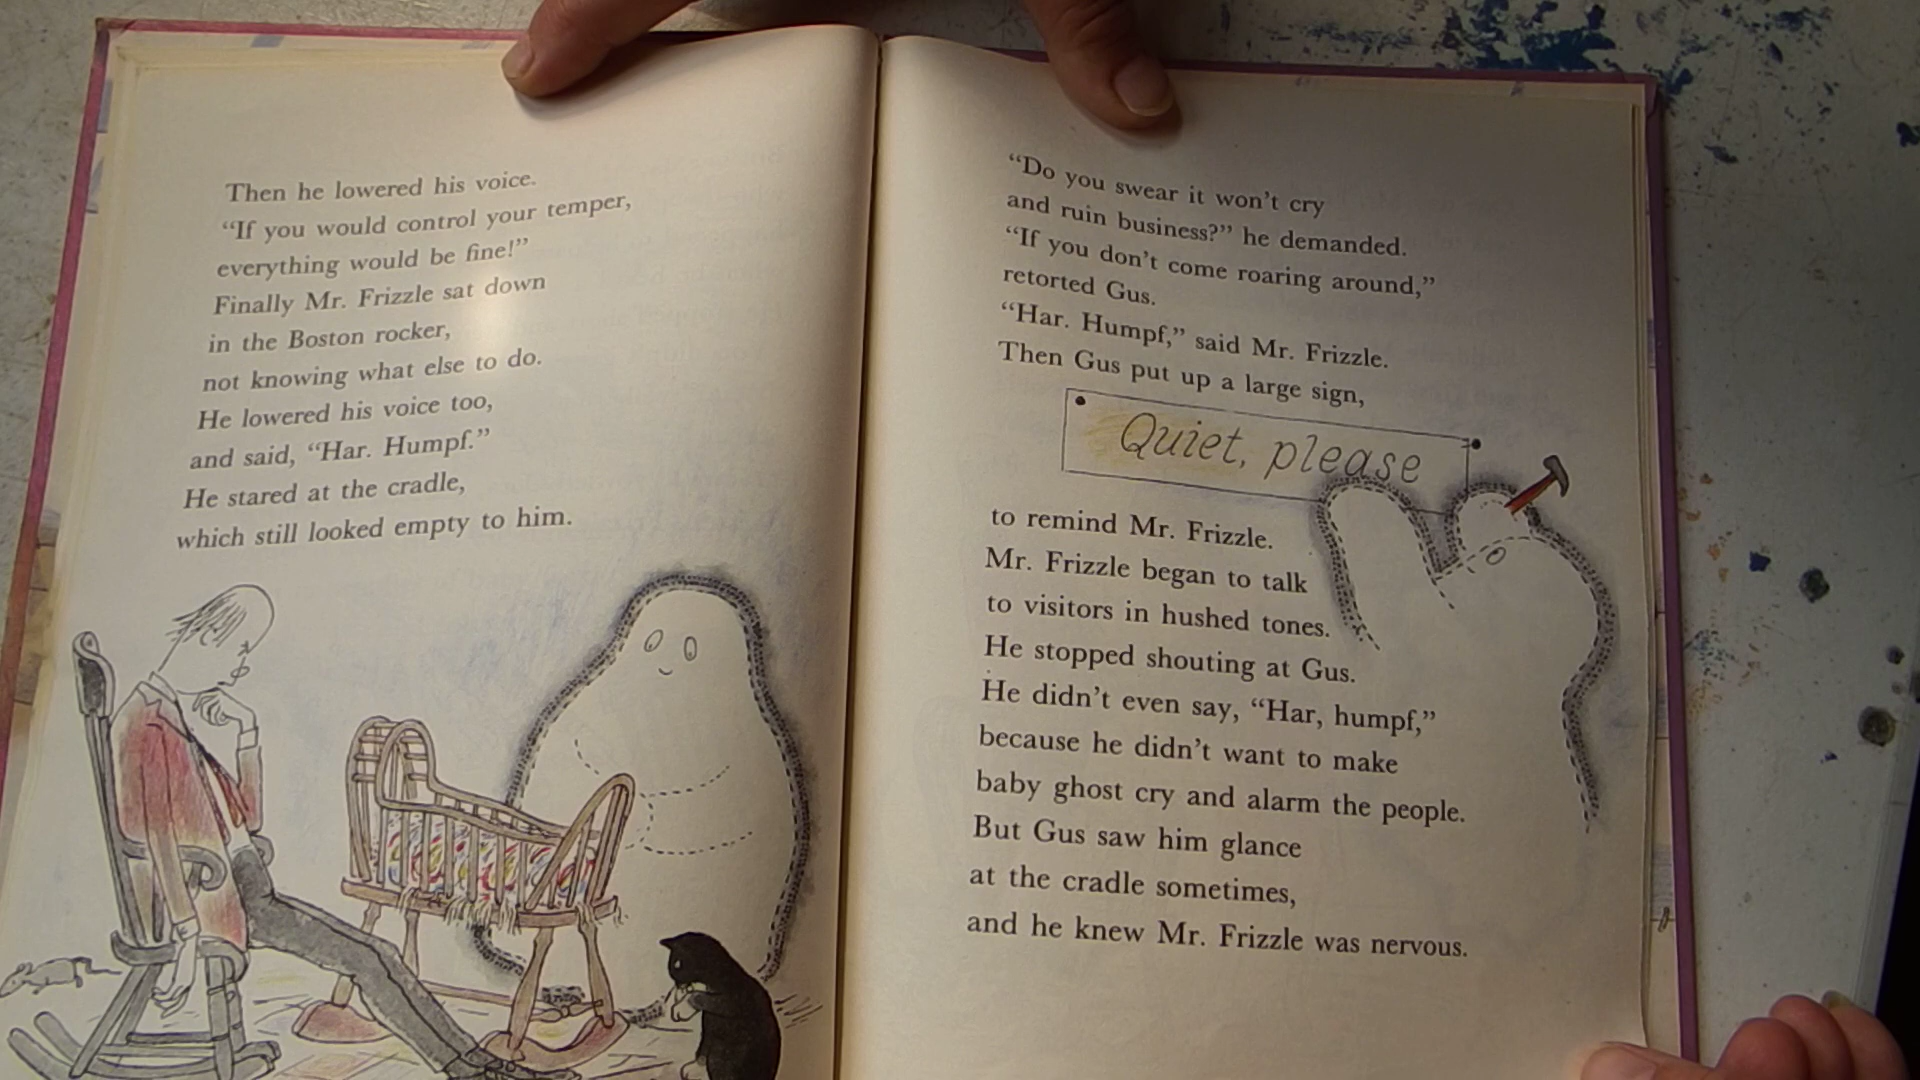 Then he lowered his voice.
“If you would control your temper,
everything would be fine!”
Finally Mr. Frizzle sat down
in the Boston rocker,
not knowing what else to do.
He lowered his voice too,
and said, “Har. Humpf.”
He stared at the cradle,
which still looked empty to him.
“Do you swear it won’t cry
and ruin business?” he demanded.
“If you don’t come roaring around,”
retorted Gus.
“Har. Humpf,” said Mr. Frizzle.
Then Gus put up a large sign,
Quiet, please
to remind Mr. Frizzle.
Mr. Frizzle began to talk
to visitors in hushed tones.
He stopped shouting at Gus.
He didn’t even say, “Har, humpf,”
because he didn’t want to make
baby ghost cry and alarm the people.
But Gus saw him glance
at the cradle sometimes,
and he knew Mr. Frizzle was nervous.